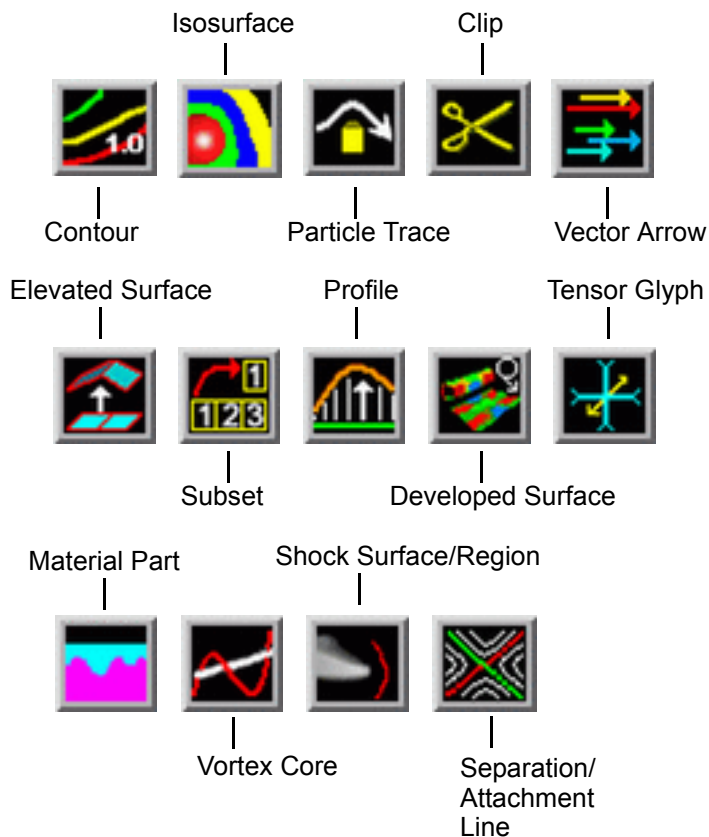 Isosurface Clip
1.0
Contour Particle Trace Vector Arrow
Elevated Surface Profile Tensor Glyph
1
1 2 3
Subset Developed Surface
Material Part Shock Surface/Region
Vortex Core Separation/
Attachment
Line